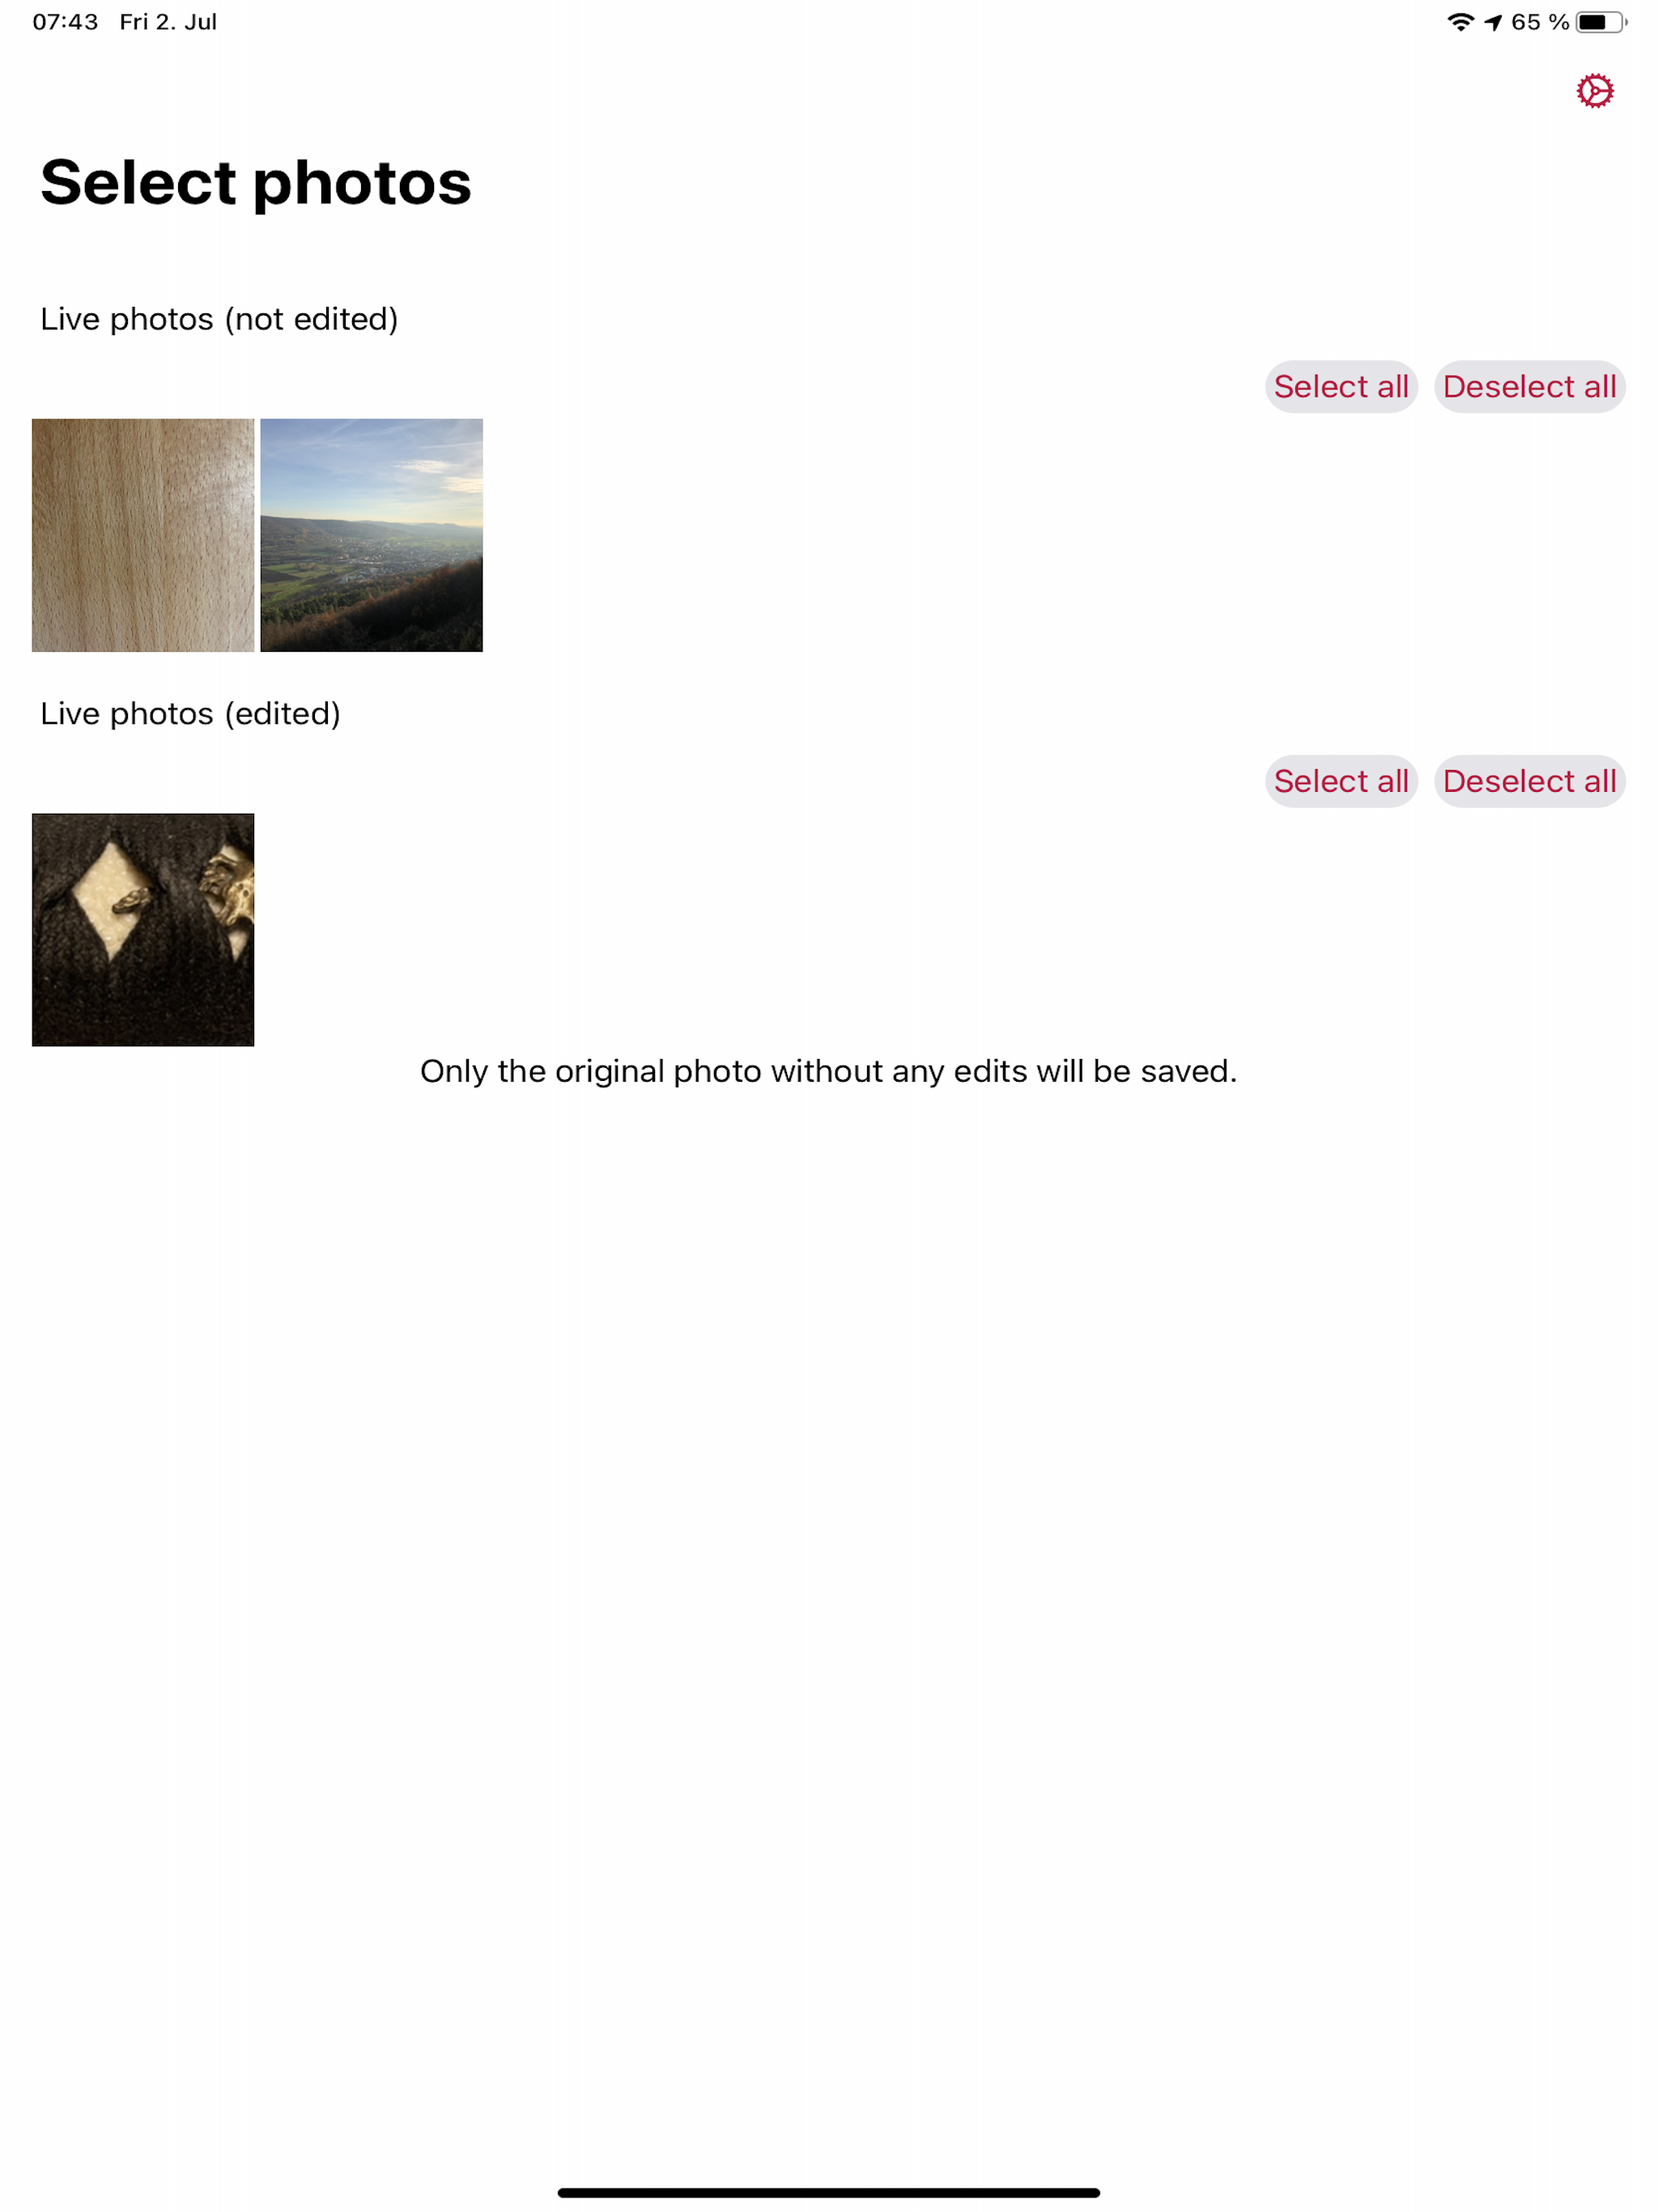 07:43 Fri 2. Jul 65 %
Select photos
Live photos (not edited)
Select all Deselect all
Live photos (edited)
Select all Deselect all
Only the original photo without any edits will be saved.